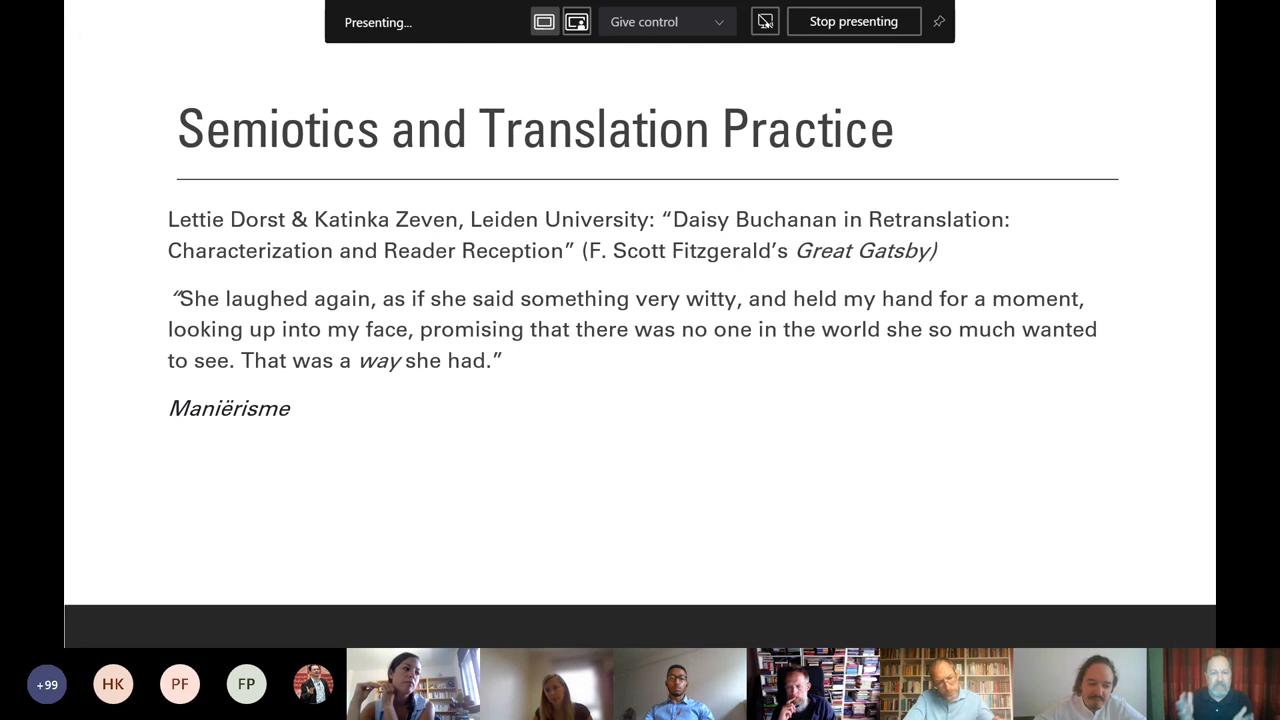 Presenting...
Give control
Stop presenting
Semiotics and Translation Practice
Lettie Dorst & Katinka Zeven, Leiden University: “Daisy Buchanan in Retranslation:
Characterization and Reader Reception” (F. Scott Fitzgerald’s Great Gatsby)
“She laughed again, as if she said something very witty, and held my hand for a moment,
looking up into my face, promising that there was no one in the world she so much wanted
to see. That was a way she had.”
Maniërisme
+99
HK
PF
FP